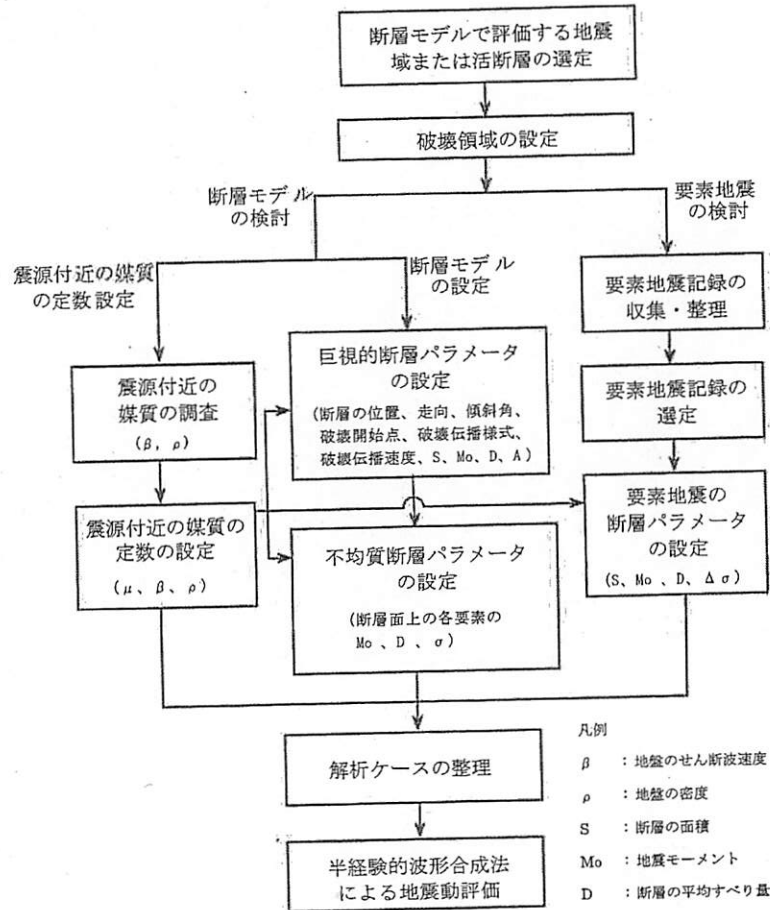 断層モデルで評価する地震
域または活断層の選定
破壊領域の設定
断層モデル
の検討
要素地震
の検討
震源付近の媒質
の定数設定
断層モデル
の設定
要素地震記録の
収集・整理
巨視的断層パラメータ
の設定
(断層の位置、走向、傾斜角、
破壊開始点、破壊伝播様式、
破壊伝播速度、S、Mo、D、A)
震源付近の
媒質の調査
(β, ρ)
要素地震記録の
選定
震源付近の媒質の
定数の設定
(μ、β、ρ)
不均質断層パラメータ
の設定
(断層面上の各要素の
Mo 、D 、σ)
要素地震の
断層パラメータ
の設定
(S、Mo 、D、Δσ)
解析ケースの整理
半経験的波形合成法
による地震動評価
凡例
β :地盤のせん断波速度
ρ :地盤の密度
S :断層の面積
Mo :地震モーメント
D :断層の平均すべり量